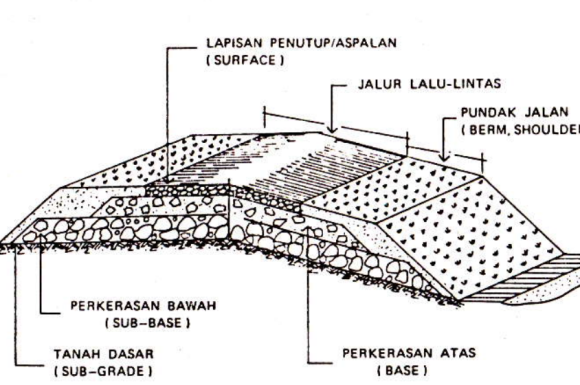 LAPISAN PENUTUP/ASPALAN
(SURFACE)
JALUR LALU-LINTAS
PUNDAK JALAN
(BERM, SHOULDER
PERKERASAN BAWAH
(SUB-BASE)
TANAH DASAR
(SUB-GRADE)
PERKERASAN ATAS
(BASE)